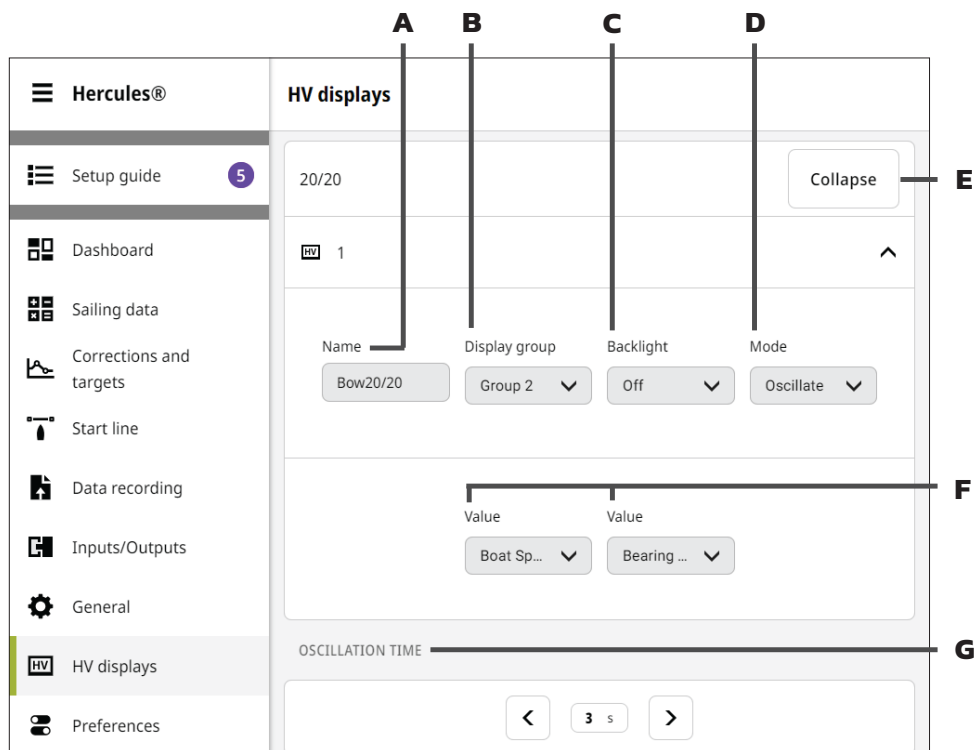 A B C D
Hercules®
HV displays
Setup guide 5
20/20
Collapse
E
Dashboard
HV 1
Sailing data
Corrections and
targets
Name Display group Backlight Mode
Bow20/20 Group 2 Off Oscillate
Start line
Data recording
F
Value Value
Inputs/Outputs
Boat Sp... Bearing ...
General
OSCILLATION TIME
G
HV HV displays
3 s
Preferences